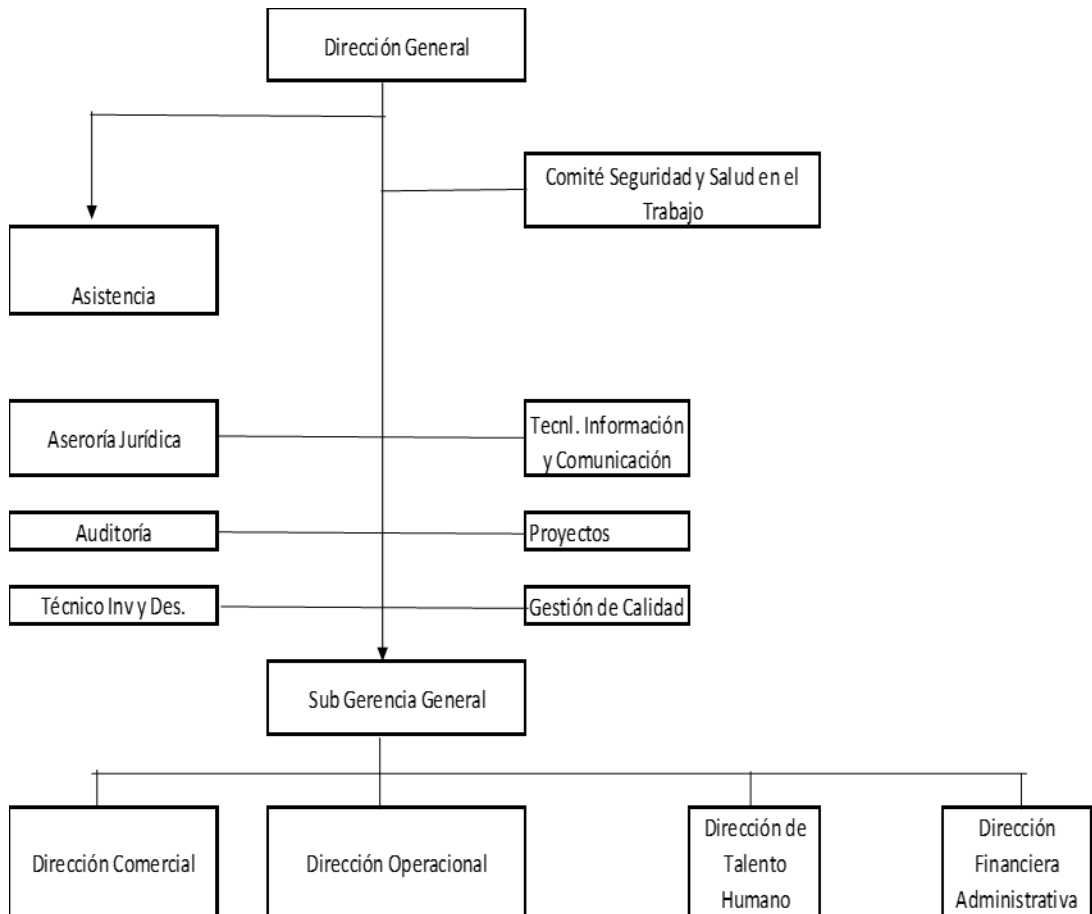 Dirección General
Comité Seguridad y Salud en el
Trabajo
Asistencia
Aseroría Jurídica
Tecnl. Información
y Comunicación
Auditoría
Proyectos
Técnico Inv y Des.
Gestión de Calidad
Sub Gerencia General
Dirección Comercial
Dirección Operacional
Dirección de
Talento
Humano
Dirección
Financiera
Administrativa